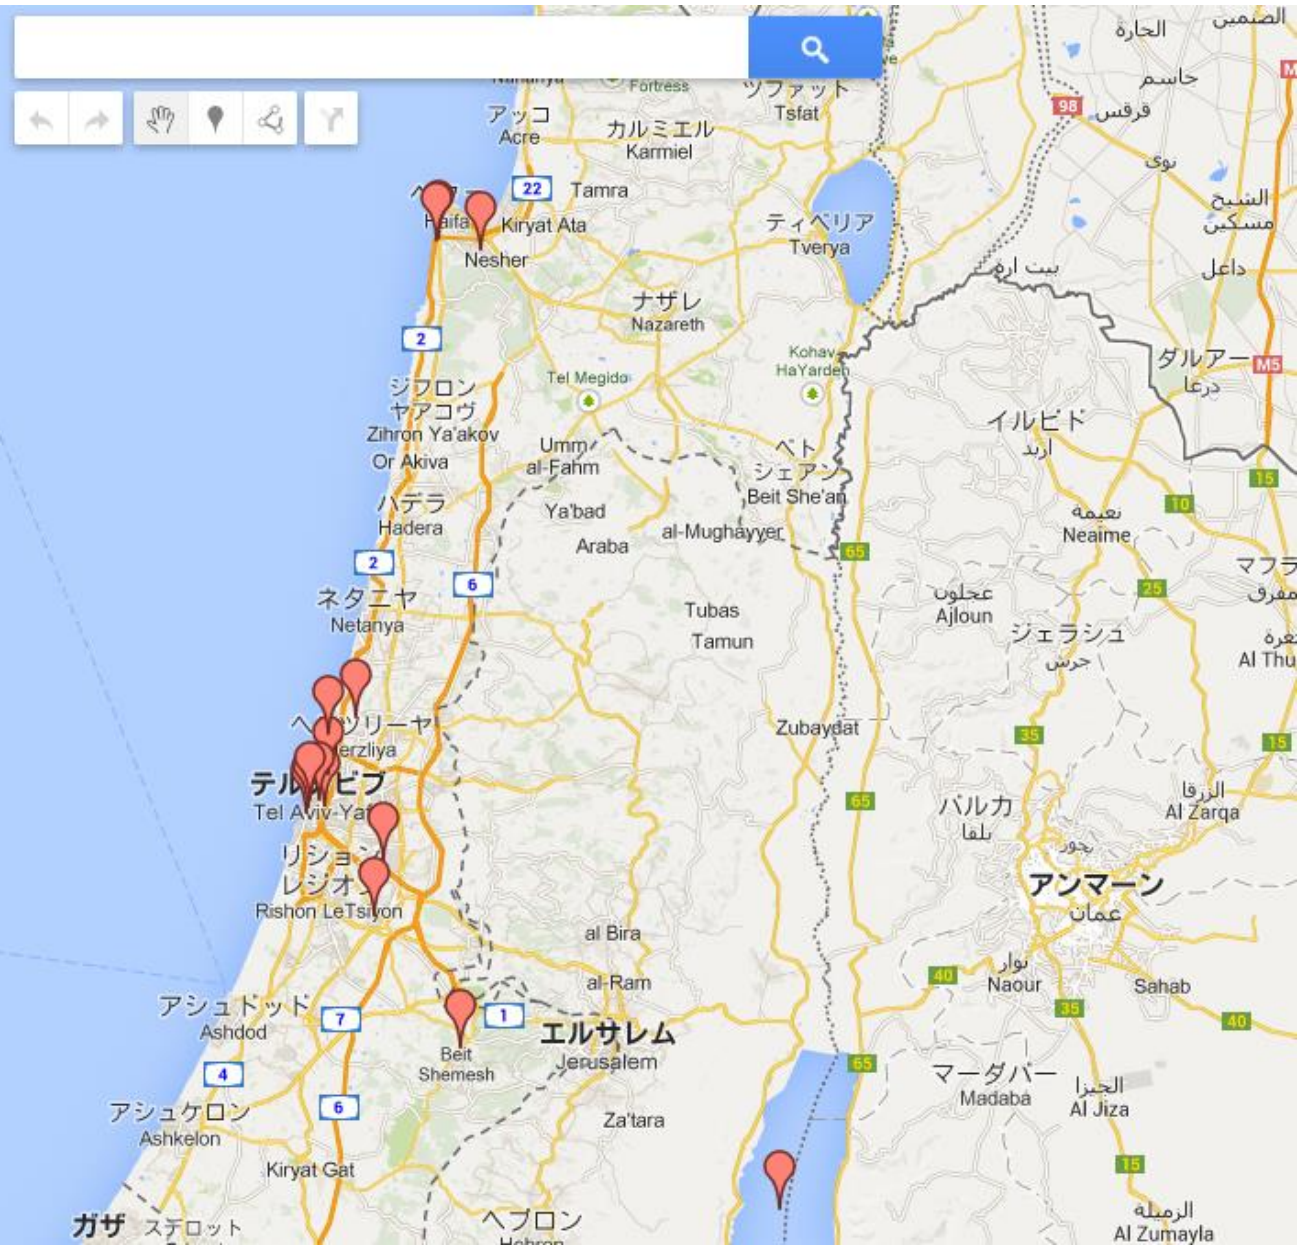 Fortress
ツファット
Tsfat
الحارة
الصنمين
جاسم
98
قرقس
アッコ
Acre
カルミエル
Karmiel
نوى
22
Tamra
الشيخ
مسكين
Haifa
Kiryat Ata
ティベリア
Tverya
Nesher
داعل
ナザレ
Nazareth
2
Kohav
HaYarden
ダルアー
درعا
M5
Tel Megido
ジフロン
ヤアコヴ
Zihron Ya'akov
イルビド
اربد
Or Akiva
Umm
al-Fahm
ベト
シェアン
Beit She'an
15
ハデラ
Hadera
Ya'bad
10
نعيمة
Neaime
Araba
al-Mughayyer
65
2
6
マフラ
25
ネタニヤ
Netanya
عجلون
Ajloun
Tubas
ジェラシュ
جرش
Tamun
Al Thu
Zubaydat
35
15
erzliya
テル
ビブ
Tel Aviv-Ya
65
バルカ
بلقا
الزرقا
Al Zarqa
リション
レジオ
Rishon LeTsiyon
アンマーン
عمان
al Bira
al-Ram
40
Naour
Sahab
アシュドッド
Ashdod
7
1
35
40
エルサレム
Jerusalem
Beit
Shemesh
4
65
マーダバー
Madaba
الجيزا
Al Jiza
6
アシュケロン
Ashkelon
Za'tara
Kiryat Gat
15
ガザ
ステロット
ヘブロン
الزميلة
Al Zumayla